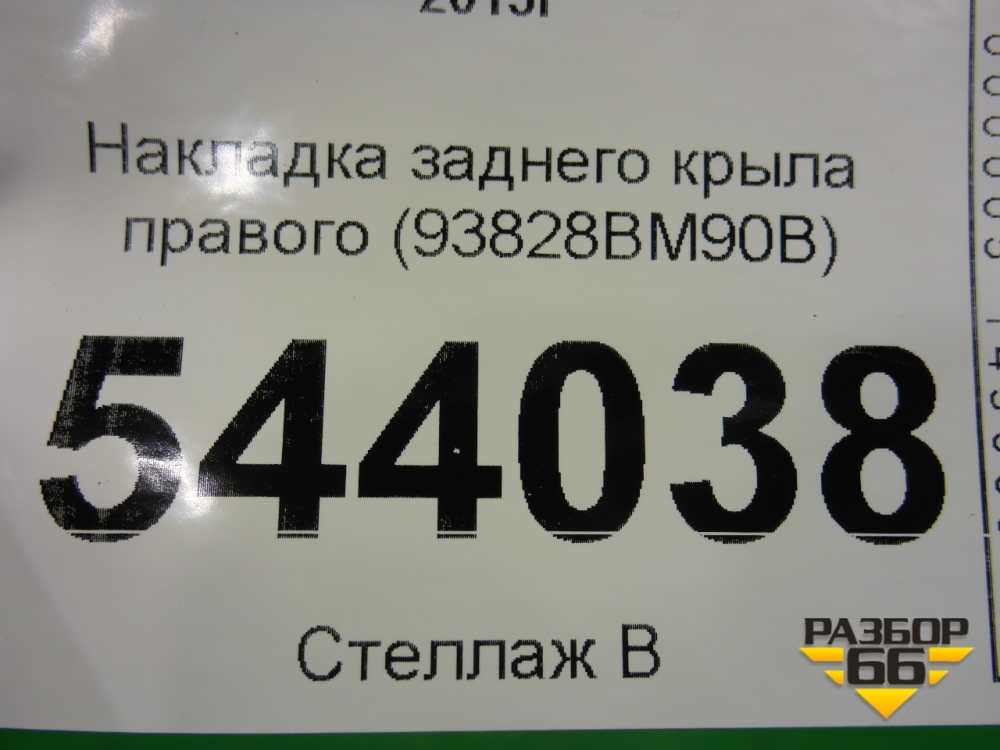 Накладка заднего крыла
правого (93828BM90B)
544038
Стеллаж В
РАЗБОР
66